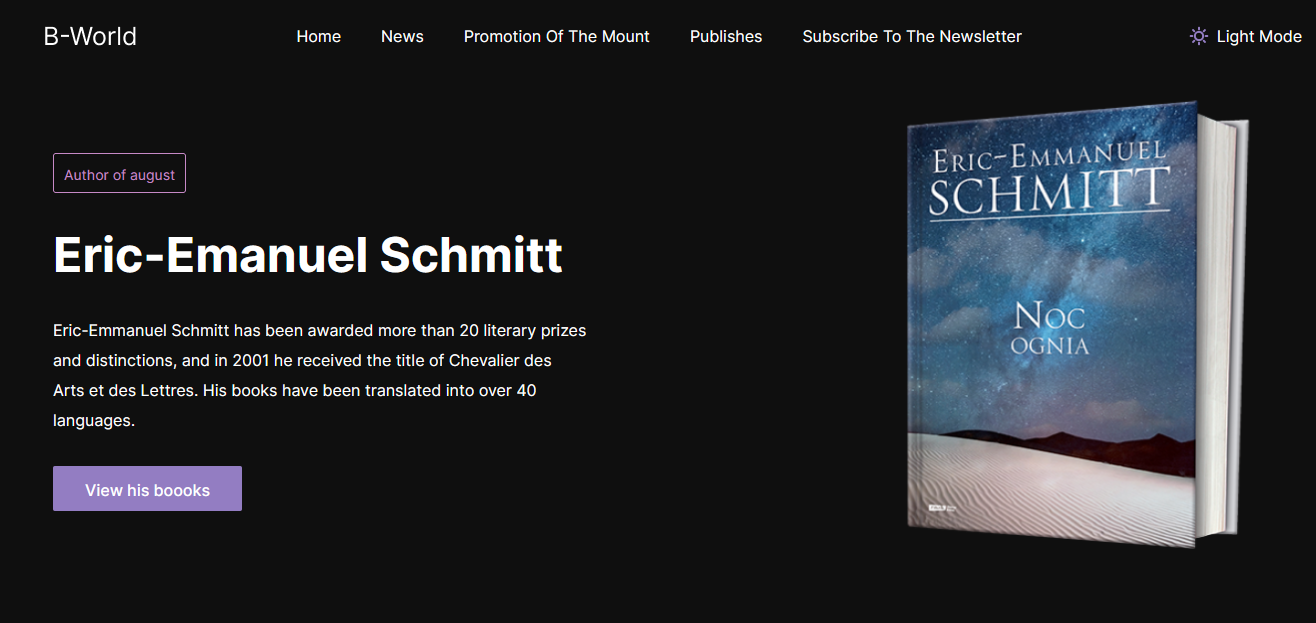 B-World
Home
News
Promotion Of The Mount
Publishes
Subscribe To The Newsletter
Light Mode
Author of august
Eric-Emanuel Schmitt
Eric-Emmanuel Schmitt has been awarded more than 20 literary prizes
and distinctions, and in 2001 he received the title of Chevalier des
Arts et des Lettres. His books have been translated into over 40
languages.
View his boooks
Eric-Emmanuel
SCHMITT
Noc
ognia